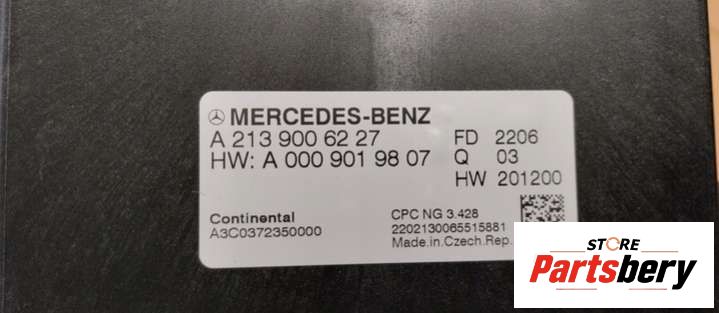 MERCEDES-BENZ
A 213 900 62 27 FD 2206
HW: A 000 901 98 07 Q 03
HW 201200
Continental CPC NG 3.428
A3C0372350000 2202130065515881
Made.in.Czech.Rep.
STORE
Partsbery